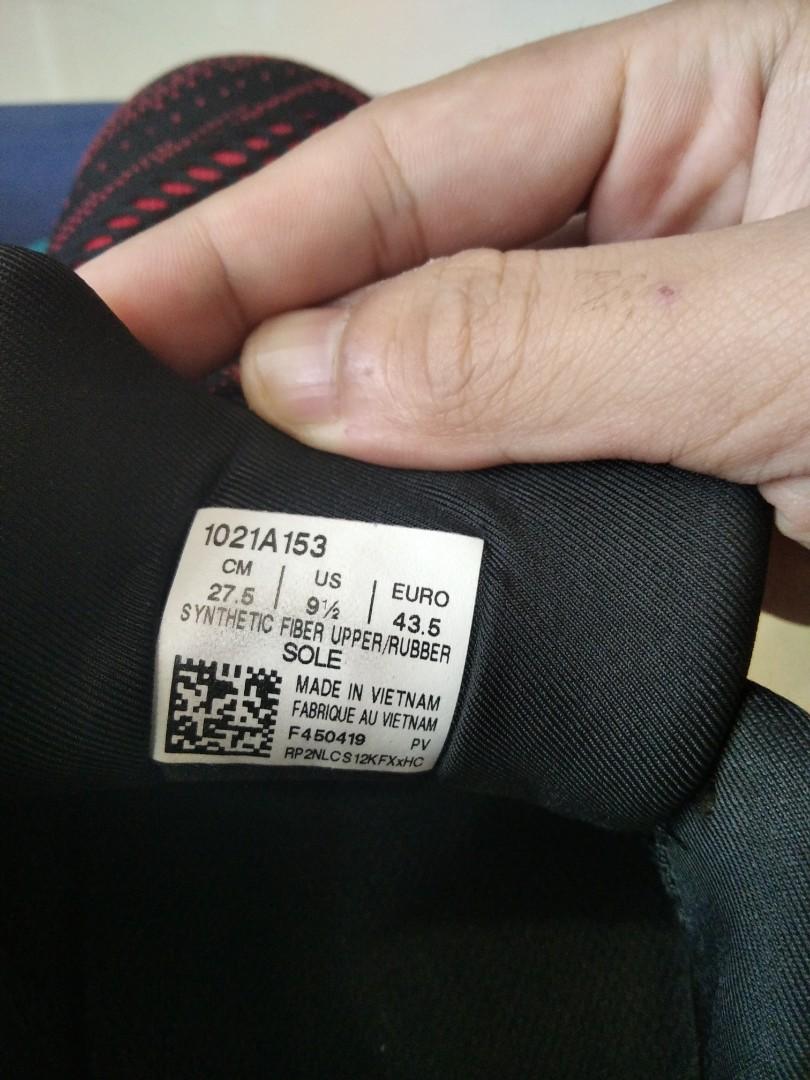 1021A153
CM | US | EURO
27.5 | 9½ | 43.5
SYNTHETIC FIBER UPPER/RUBBER
SOLE
MADE IN VIETNAM
FABRIQUE AU VIETNAM
F450419 PV
RP2NLCS12KFXxHC